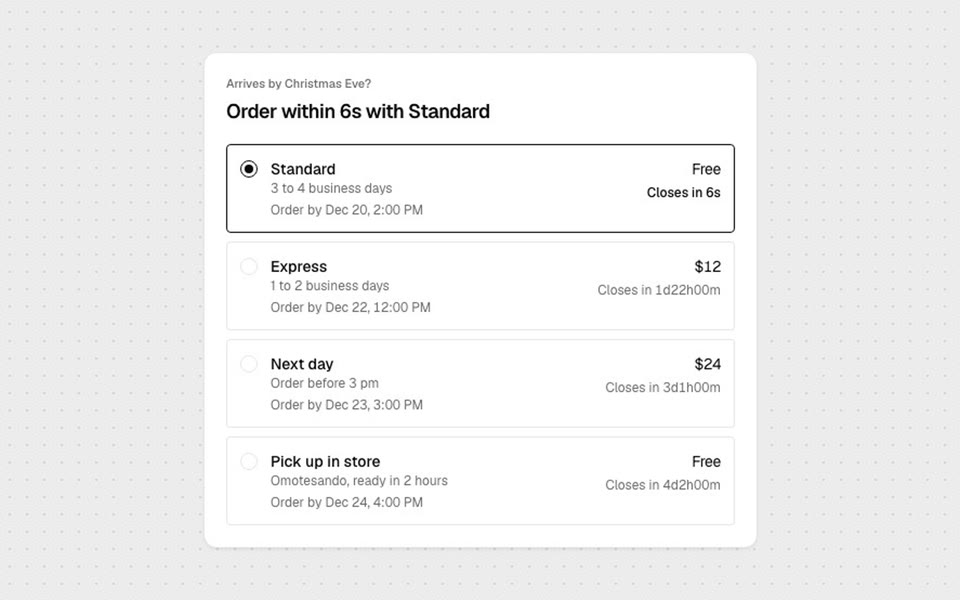 Arrives by Christmas Eve?
Order within 6s with Standard
Standard
Free
3 to 4 business days
Closes in 6s
Order by Dec 20, 2:00 PM
Express
$12
1 to 2 business days
Closes in 1d22h00m
Order by Dec 22, 12:00 PM
Next day
$24
Order before 3 pm
Closes in 3d1h00m
Order by Dec 23, 3:00 PM
Pick up in store
Free
Omotesando, ready in 2 hours
Closes in 4d2h00m
Order by Dec 24, 4:00 PM